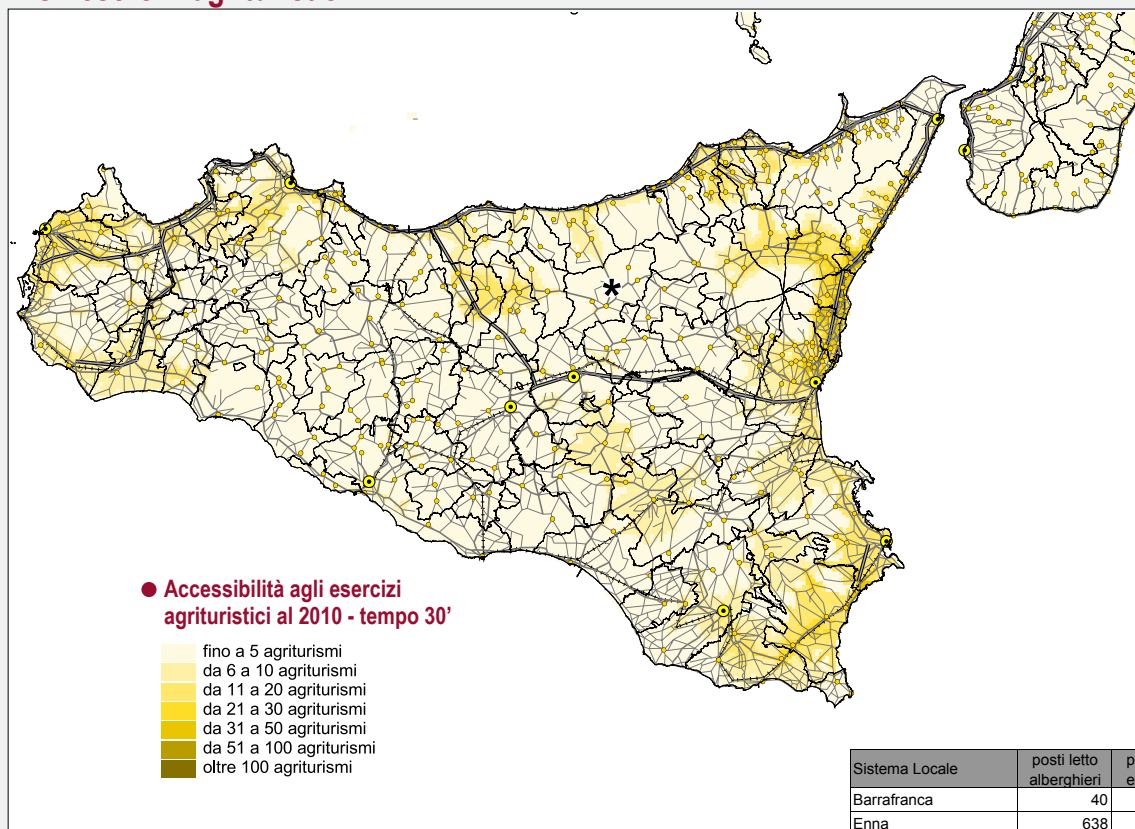 Accessibilità agli esercizi
agrituristici al 2010 - tempo 30’
fino a 5 agriturismi
da 6 a 10 agriturismi
da 11 a 20 agriturismi
da 21 a 30 agriturismi
da 31 a 50 agriturismi
da 51 a 100 agriturismi
oltre 100 agriturismi
Sistema Locale
posti letto
alberghieri
Barrafranca 40
Enna 638